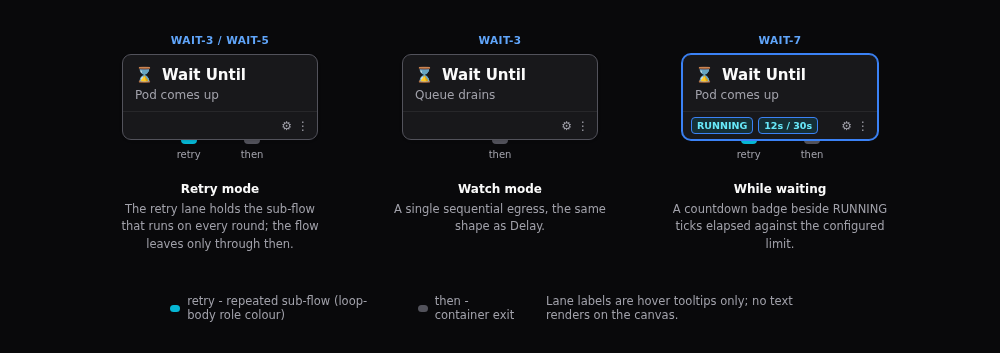 WAIT-3 / WAIT-5
⌛ Wait Until
Pod comes up
retry
then
Retry mode
The retry lane holds the sub-flow
that runs on every round; the flow
leaves only through then.
WAIT-3
⌛ Wait Until
Queue drains
then
Watch mode
A single sequential egress, the same
shape as Delay.
WAIT-7
⌛ Wait Until
Pod comes up
RUNNING
12s / 30s
retry
then
While waiting
A countdown badge beside RUNNING
ticks elapsed against the configured
limit.
retry - repeated sub-flow (loop-
body role colour)
then -
container exit
Lane labels are hover tooltips only; no text
renders on the canvas.